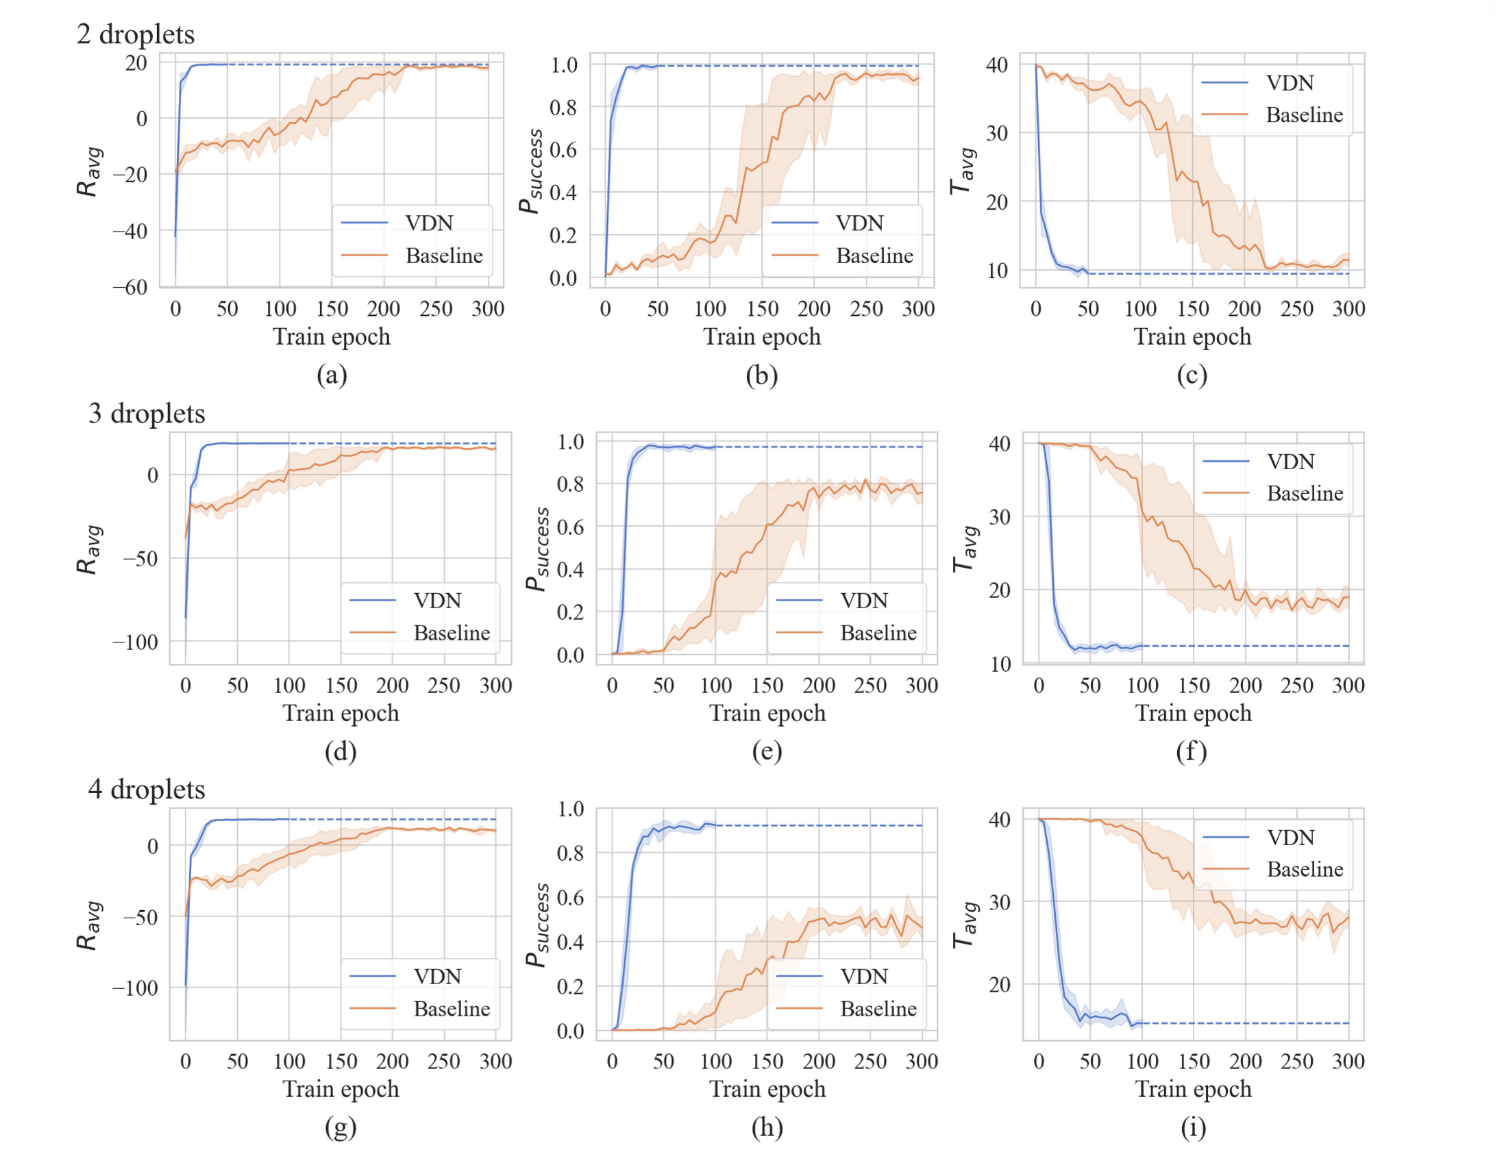 2 droplets
20
0
−20
−40
−60
R_avg
0 50 100 150 200 250 300
Train epoch
VDN
Baseline
(a)
1.0
0.8
0.6
0.4
0.2
0.0
P_success
0 50 100 150 200 250 300
Train epoch
VDN
Baseline
(b)
40
30
20
10
T_avg
0 50 100 150 200 250 300
Train epoch
VDN
Baseline
(c)
3 droplets
0
−50
−100
R_avg
0 50 100 150 200 250 300
Train epoch
VDN
Baseline
(d)
1.0
0.8
0.6
0.4
0.2
0.0
P_success
0 50 100 150 200 250 300
Train epoch
VDN
Baseline
(e)
40
30
20
10
T_avg
0 50 100 150 200 250 300
Train epoch
VDN
Baseline
(f)
4 droplets
0
−50
−100
R_avg
0 50 100 150 200 250 300
Train epoch
VDN
Baseline
(g)
1.0
0.8
0.6
0.4
0.2
0.0
P_success
0 50 100 150 200 250 300
Train epoch
VDN
Baseline
(h)
40
30
20
T_avg
0 50 100 150 200 250 300
Train epoch
VDN
Baseline
(i)